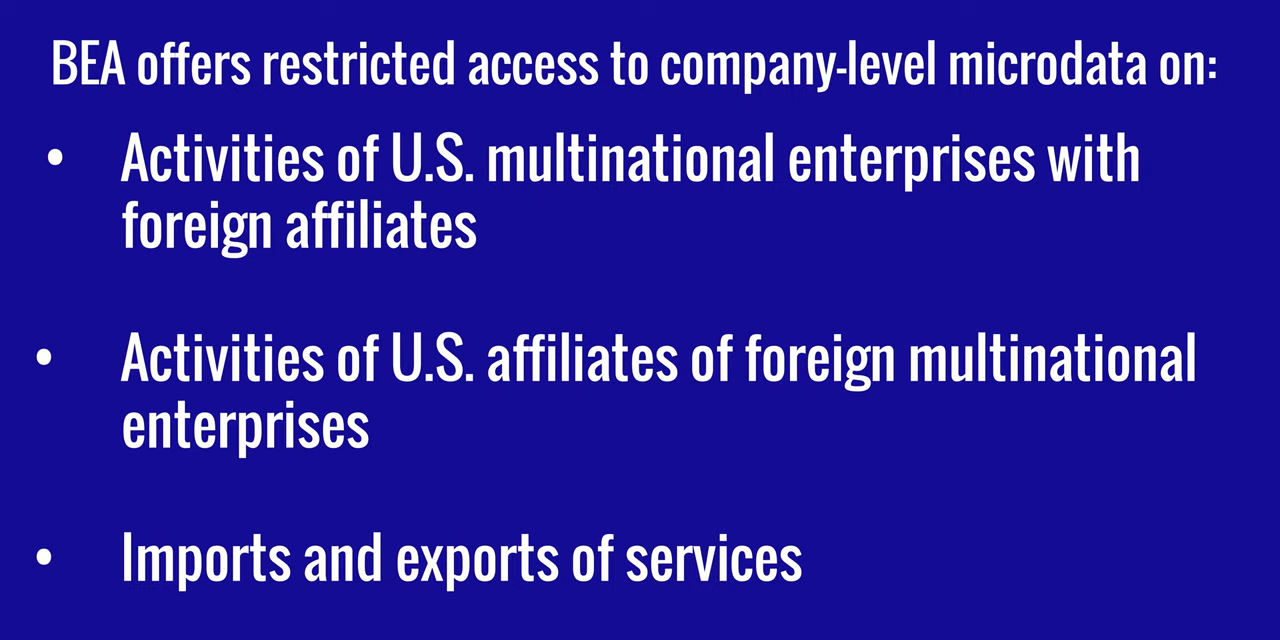 BEA offers restricted access to company-level microdata on:
• Activities of U.S. multinational enterprises with
foreign affiliates
• Activities of U.S. affiliates of foreign multinational
enterprises
• Imports and exports of services